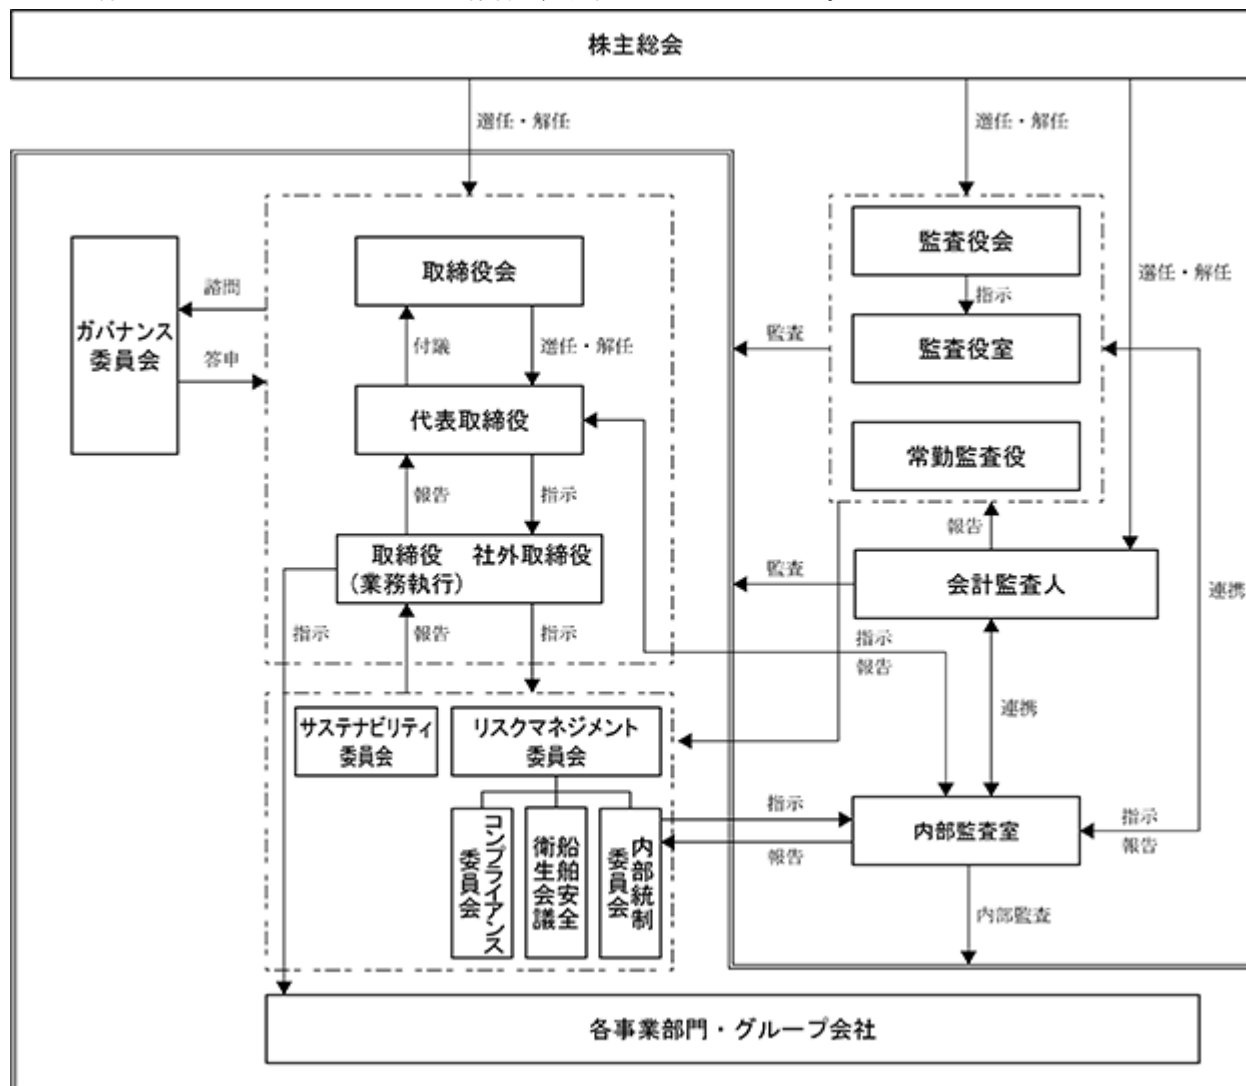 株主総会
選任・解任
選任・解任
選任・解任
監査役会
指示
監査役室
常勤監査役
取締役会
ガバナンス
委員会
諮問
答申
付議
選任・解任
代表取締役
監査
報告
指示
報告
取締役
(業務執行)
社外取締役
監査
会計監査人
連携
指示
報告
指示
指示
報告
連携
サステナビリティ
委員会
リスクマネジメント
委員会
コンプライアンス
委員会
船舶安全
衛生会議
内部統制
委員会
指示
報告
内部監査室
指示
報告
内部監査
各事業部門・グループ会社